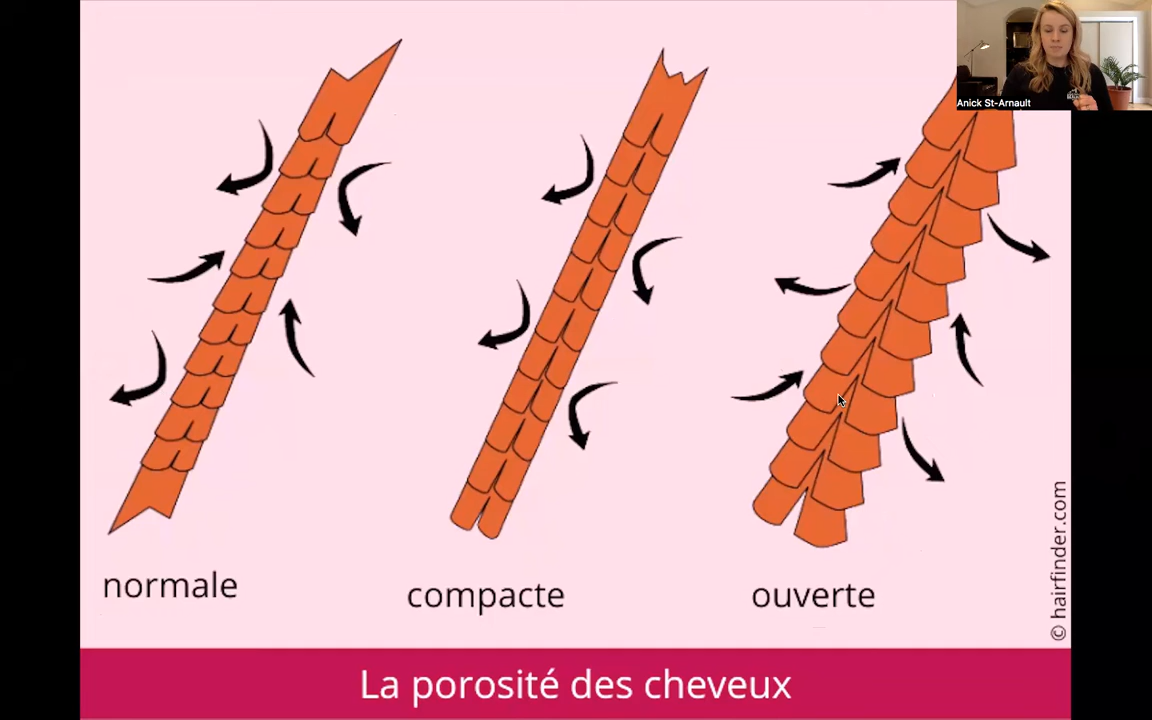 Anick St-Arnault
normale
compacte
ouverte
© hairfinder.com
La porosité des cheveux